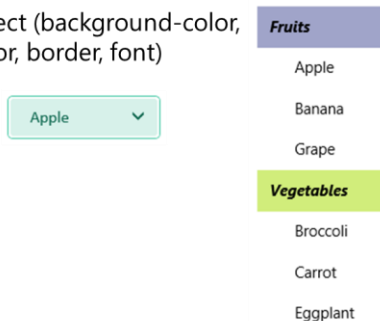 ect (background-color,
or, border, font)
Apple
Fruits
Apple
Banana
Grape
Vegetables
Broccoli
Carrot
Eggplant